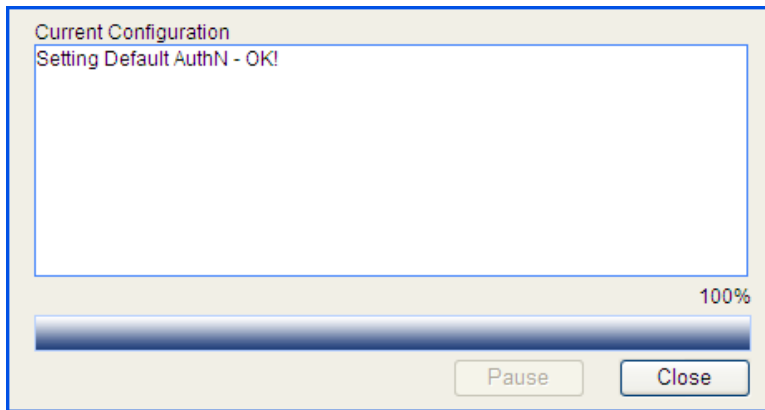 Current Configuration
Setting Default AuthN - OK!
100%
Pause
Close